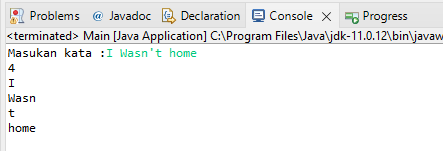 Problems @ Javadoc Declaration Console Progress
<terminated> Main [Java Application] C:\Program Files\Java\jdk-11.0.12\bin\javaw
Masukan kata :I Wasn't home
4
I
Wasn
t
home